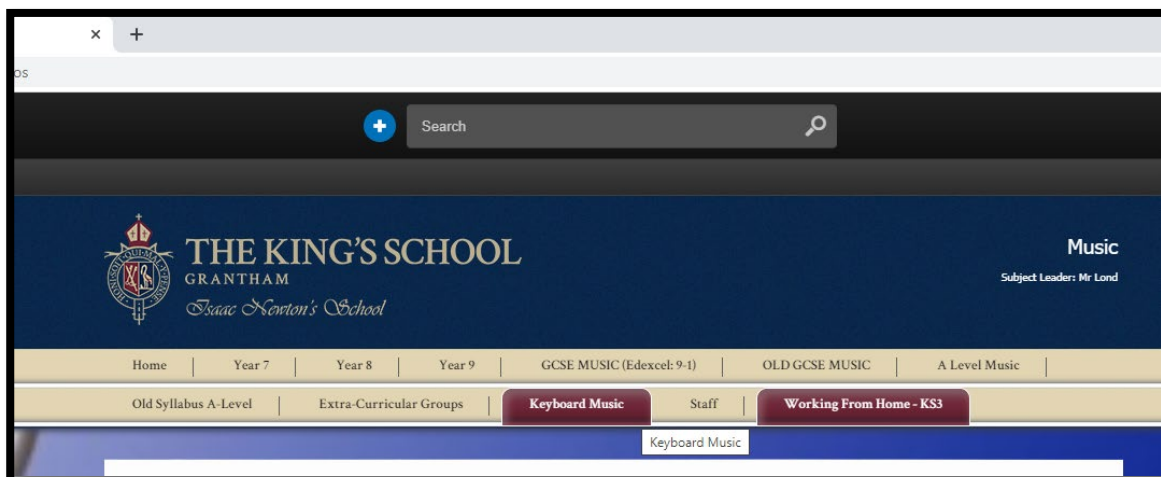 os
Search
THE KING'S SCHOOL
GRANTHAM
Isaac Newton's School
Music
Subject Leader: Mr Lond
Home Year 7 Year 8 Year 9 GCSE MUSIC (Edexcel: 9-1) OLD GCSE MUSIC A Level Music
Old Syllabus A-Level Extra-Curricular Groups Keyboard Music Staff Working From Home - KS3
Keyboard Music